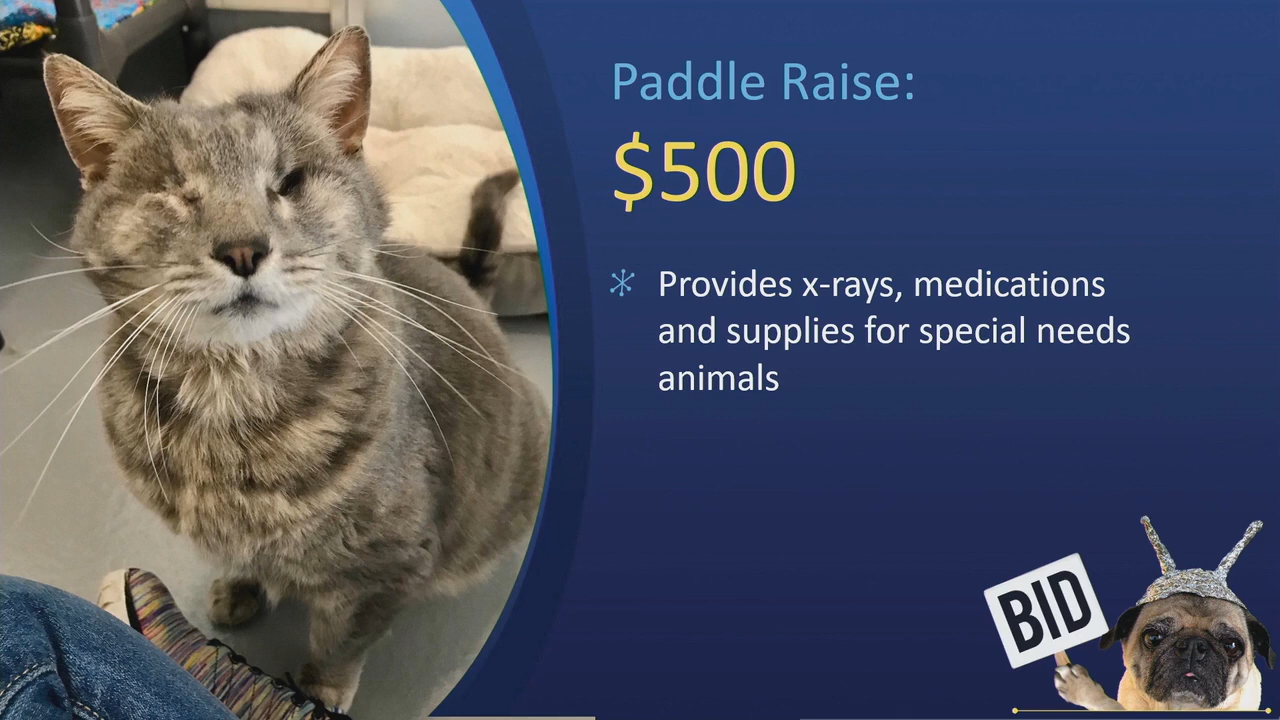 Paddle Raise:
$500
Provides x-rays, medications
and supplies for special needs
animals
BID